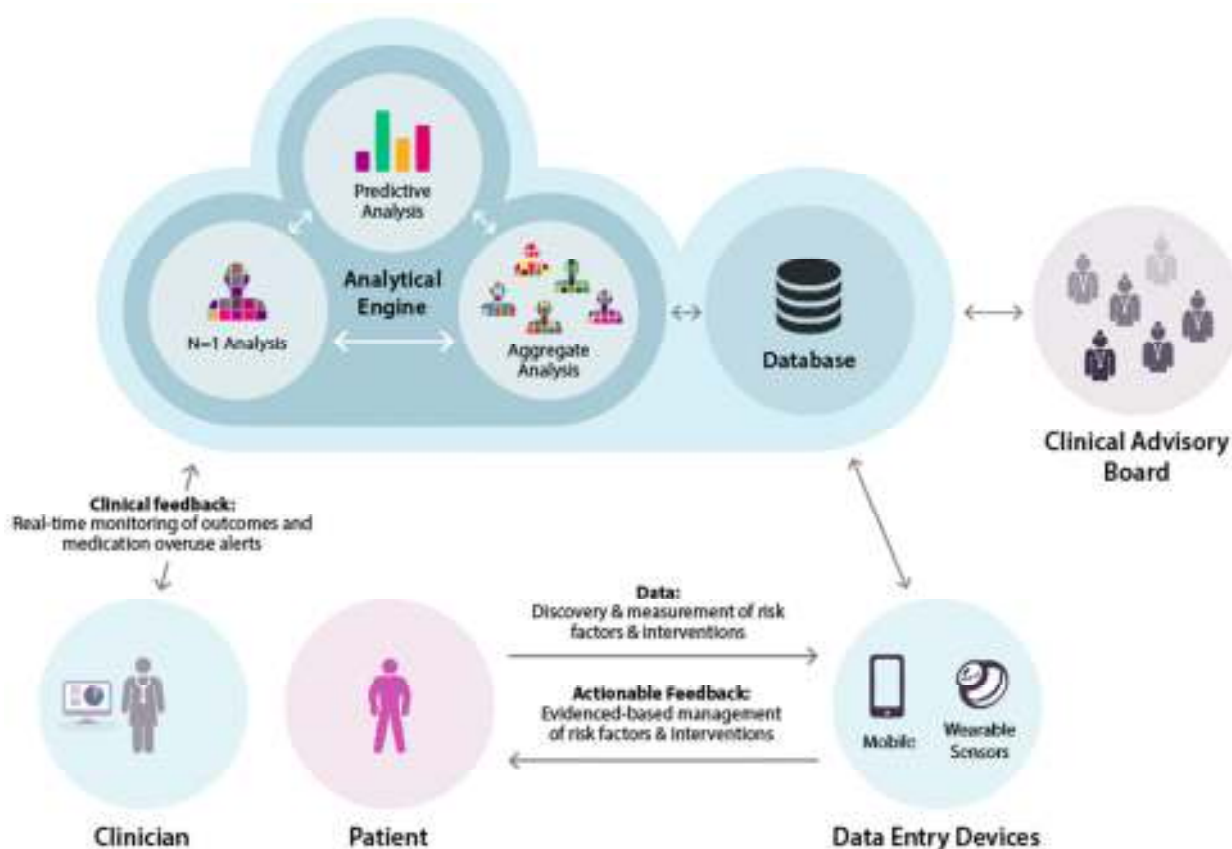 Predictive
Analysis
Analytical
Engine
N=1 Analysis
Aggregate
Analysis
Database
Clinical Advisory
Board
Clinical feedback:
Real-time monitoring of outcomes and
medication overuse alerts
Data:
Discovery & measurement of risk
factors & interventions
Actionable Feedback:
Evidenced-based management
of risk factors & interventions
Mobile
Wearable
Sensors
Clinician
Patient
Data Entry Devices